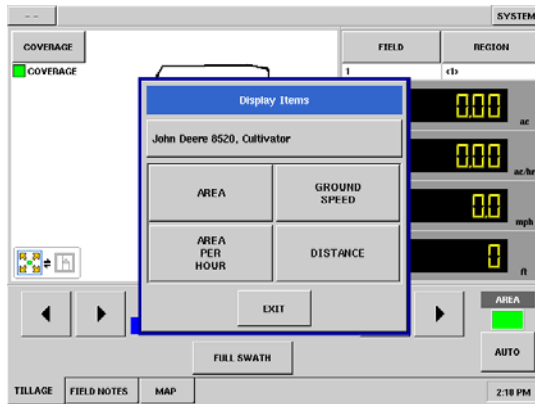 - -
SYSTEM
COVERAGE
FIELD
REGION
COVERAGE
1
(1)
Display Items
0.00
ac
John Deere 8520, Cultivator
0.00
ac/hr
AREA
GROUND
SPEED
0.0
mph
AREA
PER
HOUR
DISTANCE
0
ft
EXIT
AREA
FULL SWATH
AUTO
TILLAGE
FIELD NOTES
MAP
2:18 PM